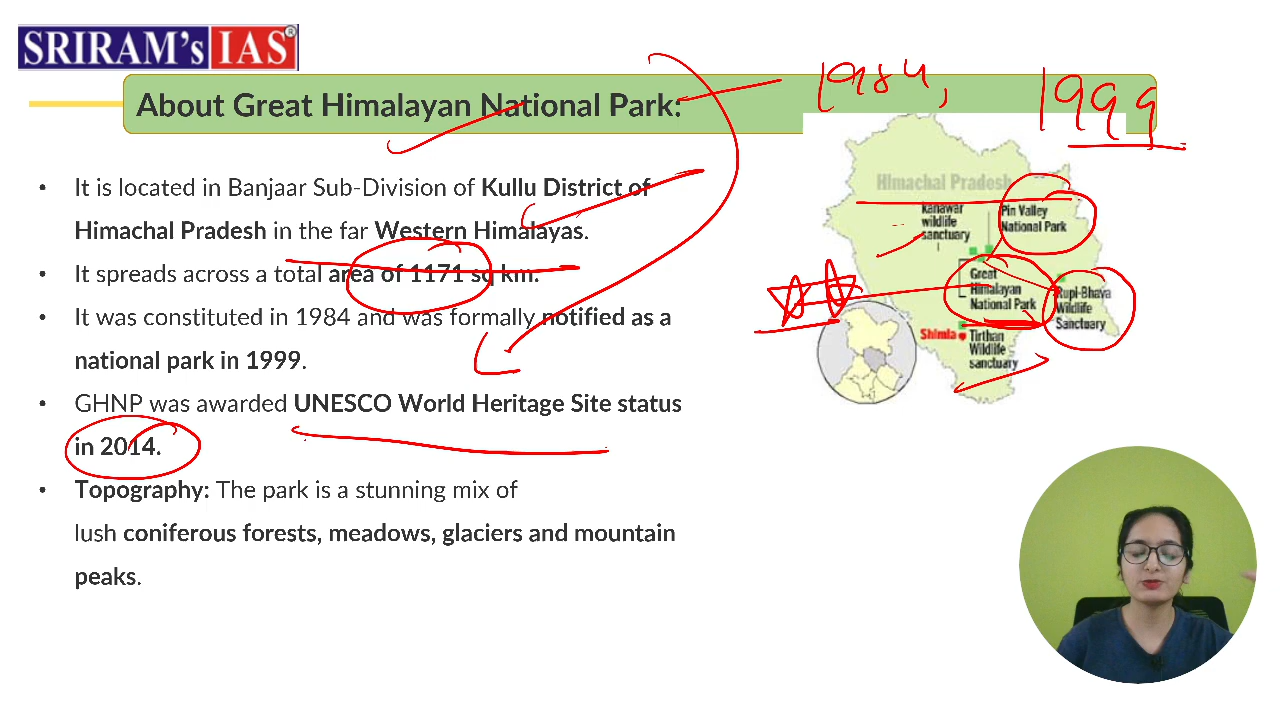 SRIRAM's IAS®
About Great Himalayan National Park:
1984, 1999
• It is located in Banjaar Sub-Division of Kullu District of
Himachal Pradesh in the far Western Himalayas.
• It spreads across a total area of 1171 sq km.
• It was constituted in 1984 and was formally notified as a
national park in 1999.
• GHNP was awarded UNESCO World Heritage Site status
in 2014.
• Topography: The park is a stunning mix of
lush coniferous forests, meadows, glaciers and mountain
peaks.
Himachal Pradesh
kanawar
wildlife
sanctuary
Pin Valley
National Park
Great
Himalayan
National Park
Rupi-Bhava
Wildlife
Sanctuary
Shimla
Tirthan
Wildlife
sanctuary